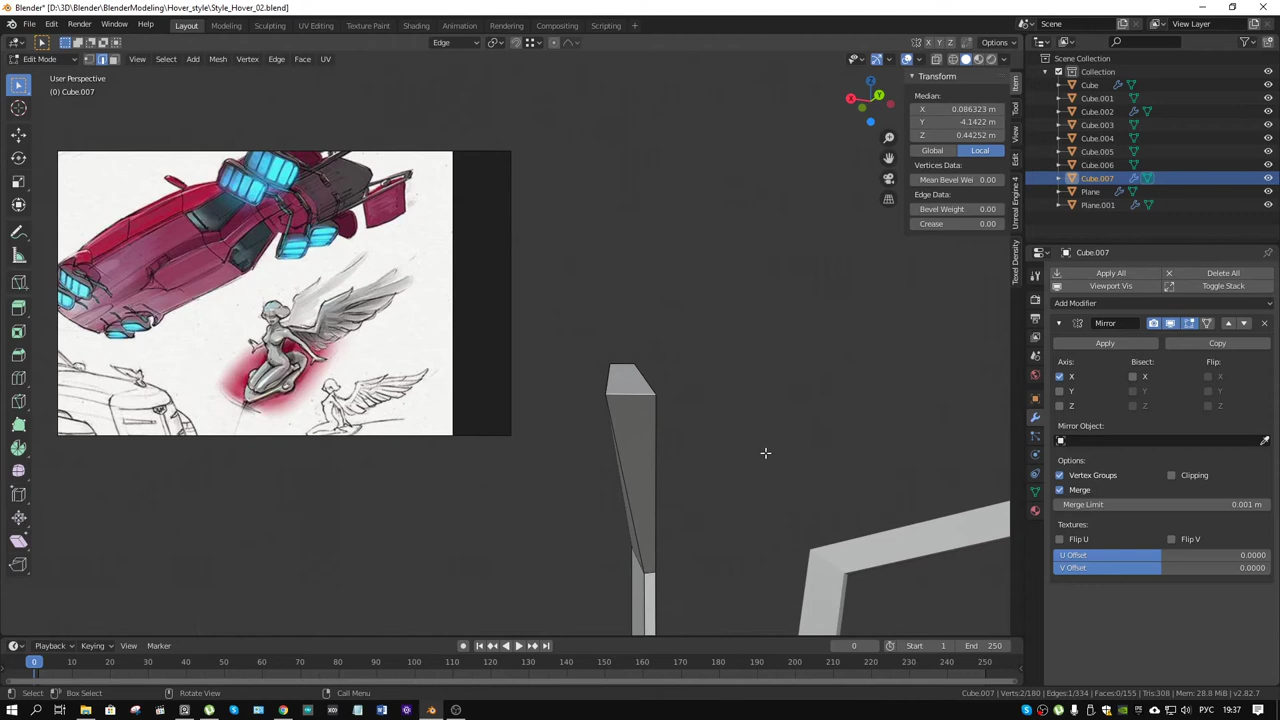 Blender* [D:\3D\Blender\BlenderModeling\Hover_style\Style_Hover_02.blend]
File Edit Render Window Help Layout Modeling Sculpting UV Editing Texture Paint Shading Animation Rendering Compositing Scripting + Scene View Layer
Edge Options
Edit Mode View Select Add Mesh Vertex Edge Face UV
X Y Z
User Perspective
(0) Cube.007
Transform
Median:
X 0.086323 m
Y -4.1422 m
Z 0.44252 m
Global Local
Vertices Data:
Mean Bevel Wei 0.00
Edge Data:
Bevel Weight 0.00
Crease 0.00
Item
Tool
View
Edit
Unreal Engine 4
Texel Density
Z
X
Y
Scene Collection
Collection
Cube
Cube.001
Cube.002
Cube.003
Cube.004
Cube.005
Cube.006
Cube.007
Plane
Plane.001
Cube.007
Apply All Delete All
Viewport Vis Toggle Stack
Add Modifier
Mirror
Apply Copy
Axis: Bisect: Flip:
X X X
Y Y Y
Z Z Z
Mirror Object:
Options:
Vertex Groups Clipping
Merge
Merge Limit 0.001 m
Textures:
Flip U Flip V
U Offset 0.0000
V Offset 0.0000
Playback Keying View Marker 0 Start 1 End 250
0 10 20 30 40 50 60 70 80 90 100 110 120 130 140 150 160 170 180 190 200 210 220 230 240 250
Select Box Select Rotate View Call Menu Cube.007 | Verts:2/180 | Edges:1/334 | Faces:0/155 | Tris:308 | Mem: 28.8 MiB | v2.82.7
РУС 19:37